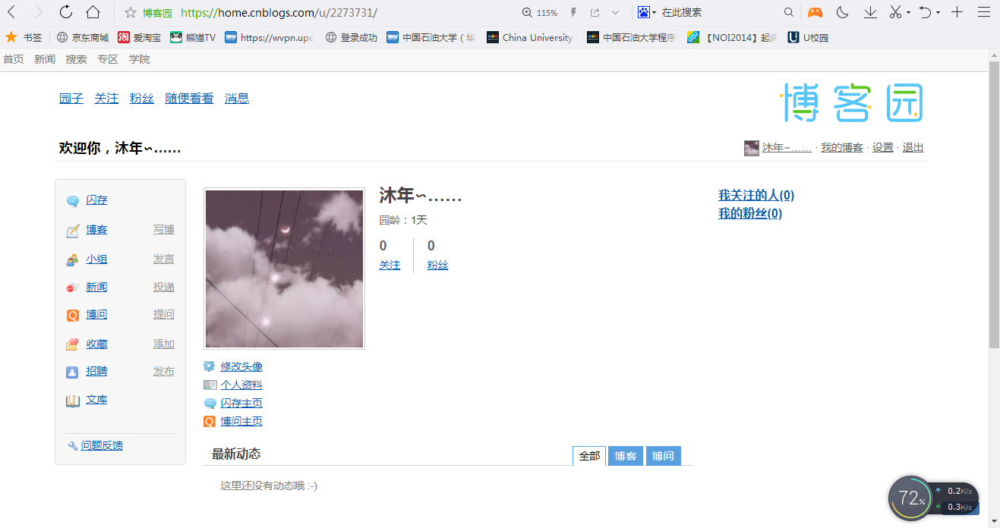 博客园 https://home.cnblogs.com/u/2273731/ 115% 在此搜索
书签 京东商城 爱淘宝 熊猫TV https://wvpn.upc. 登录成功 中国石油大学（华 China University 中国石油大学程序 【NOI2014】起床 U校园
首页 新闻 搜索 专区 学院
园子 关注 粉丝 随便看看 消息
博客园
欢迎你，沐年∽……
沐年∽…… · 我的博客 · 设置 · 退出
闪存
博客 写博
小组 发言
新闻 投递
博问 提问
收藏 添加
招聘 发布
文库
问题反馈
沐年∽……
园龄：1天
0 0
关注 粉丝
我关注的人(0)
我的粉丝(0)
修改头像
个人资料
闪存主页
博问主页
最新动态 全部 博客 博问
这里还没有动态哦 :-)
72% 0.2K/s
0.3K/s